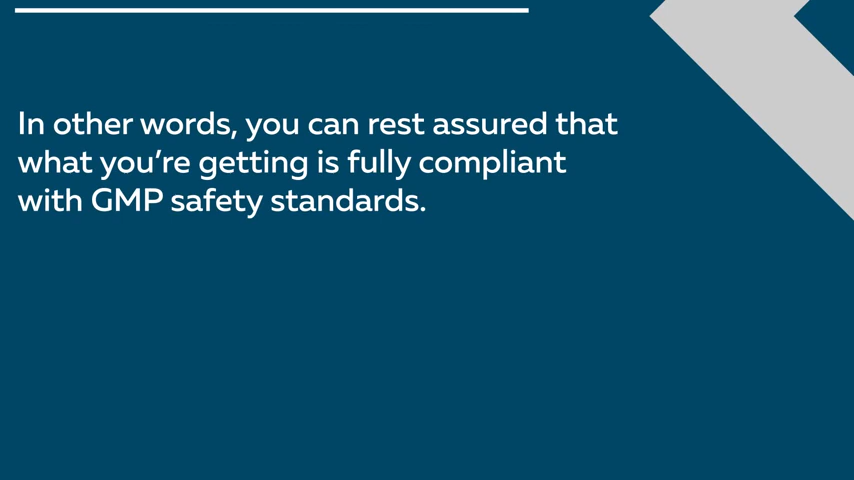 In other words, you can rest assured that
what you’re getting is fully compliant
with GMP safety standards.